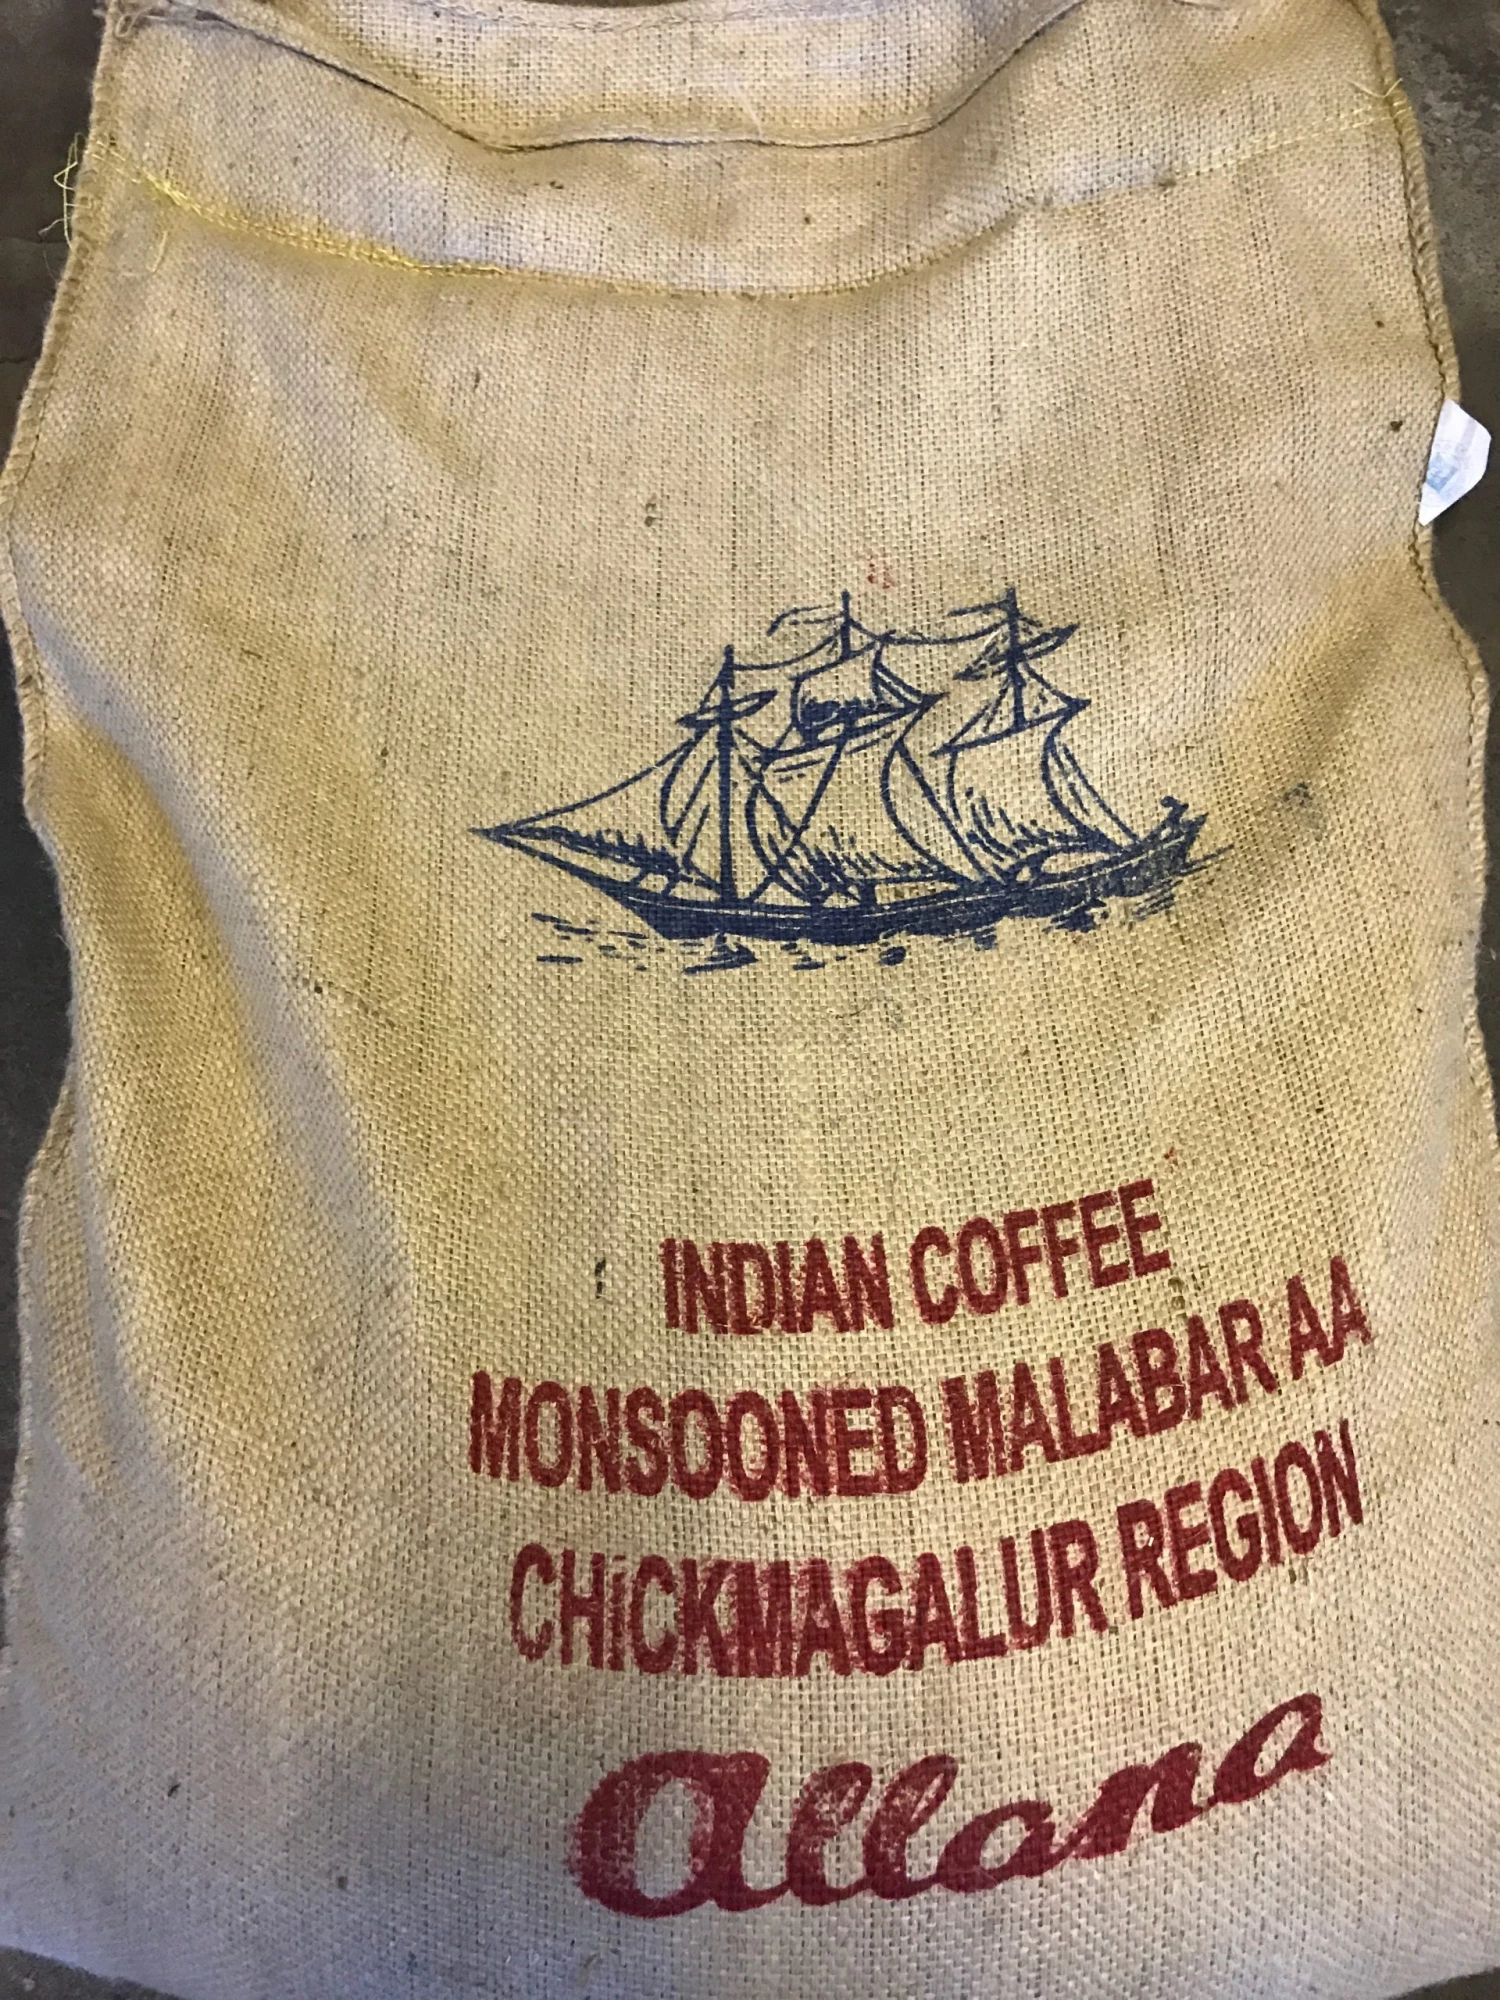 INDIAN COFFEE
MONSOONED MALABAR AA
CHiCKMAGALUR REGION
allana